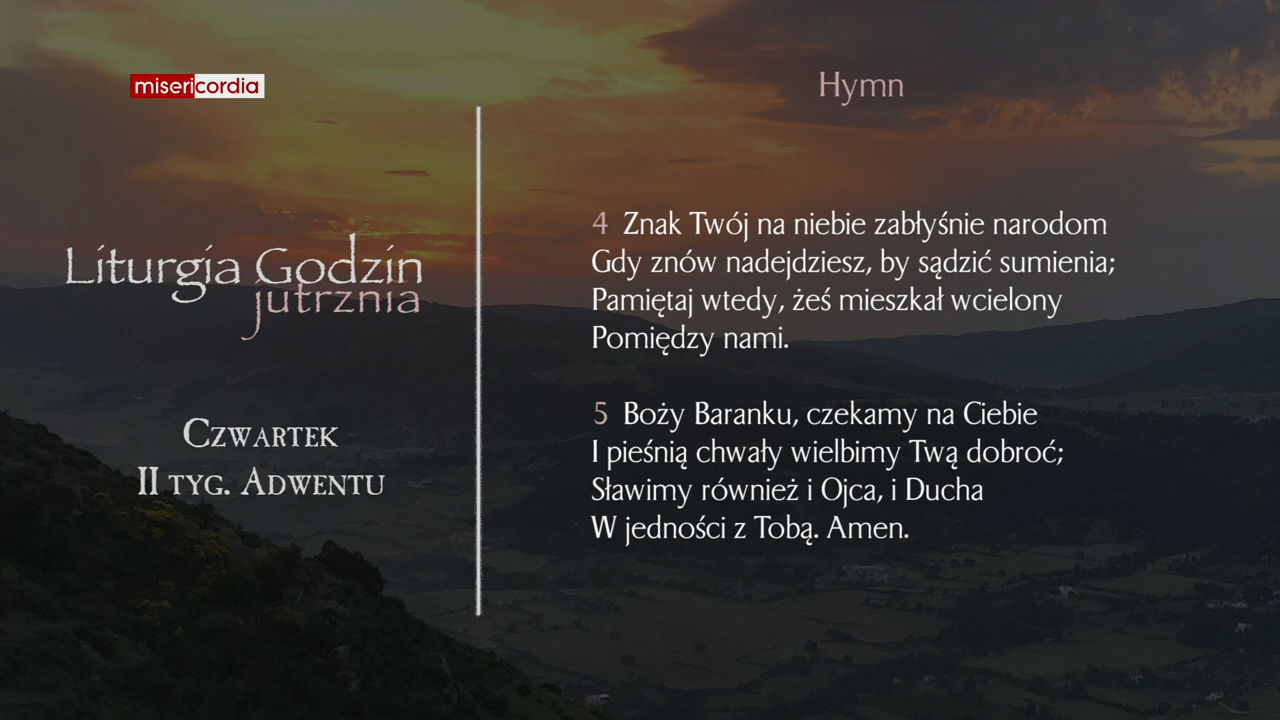 misericordia
Liturgia Godzin
jutrznia
Czwartek
II tyg. Adwentu
Hymn
4 Znak Twój na niebie zabłyśnie narodom
Gdy znów nadejdziesz, by sądzić sumienia;
Pamiętaj wtedy, żeś mieszkał wcielony
Pomiędzy nami.
5 Boży Baranku, czekamy na Ciebie
I pieśnią chwały wielbimy Twą dobroć;
Sławimy również i Ojca, i Ducha
W jedności z Tobą. Amen.